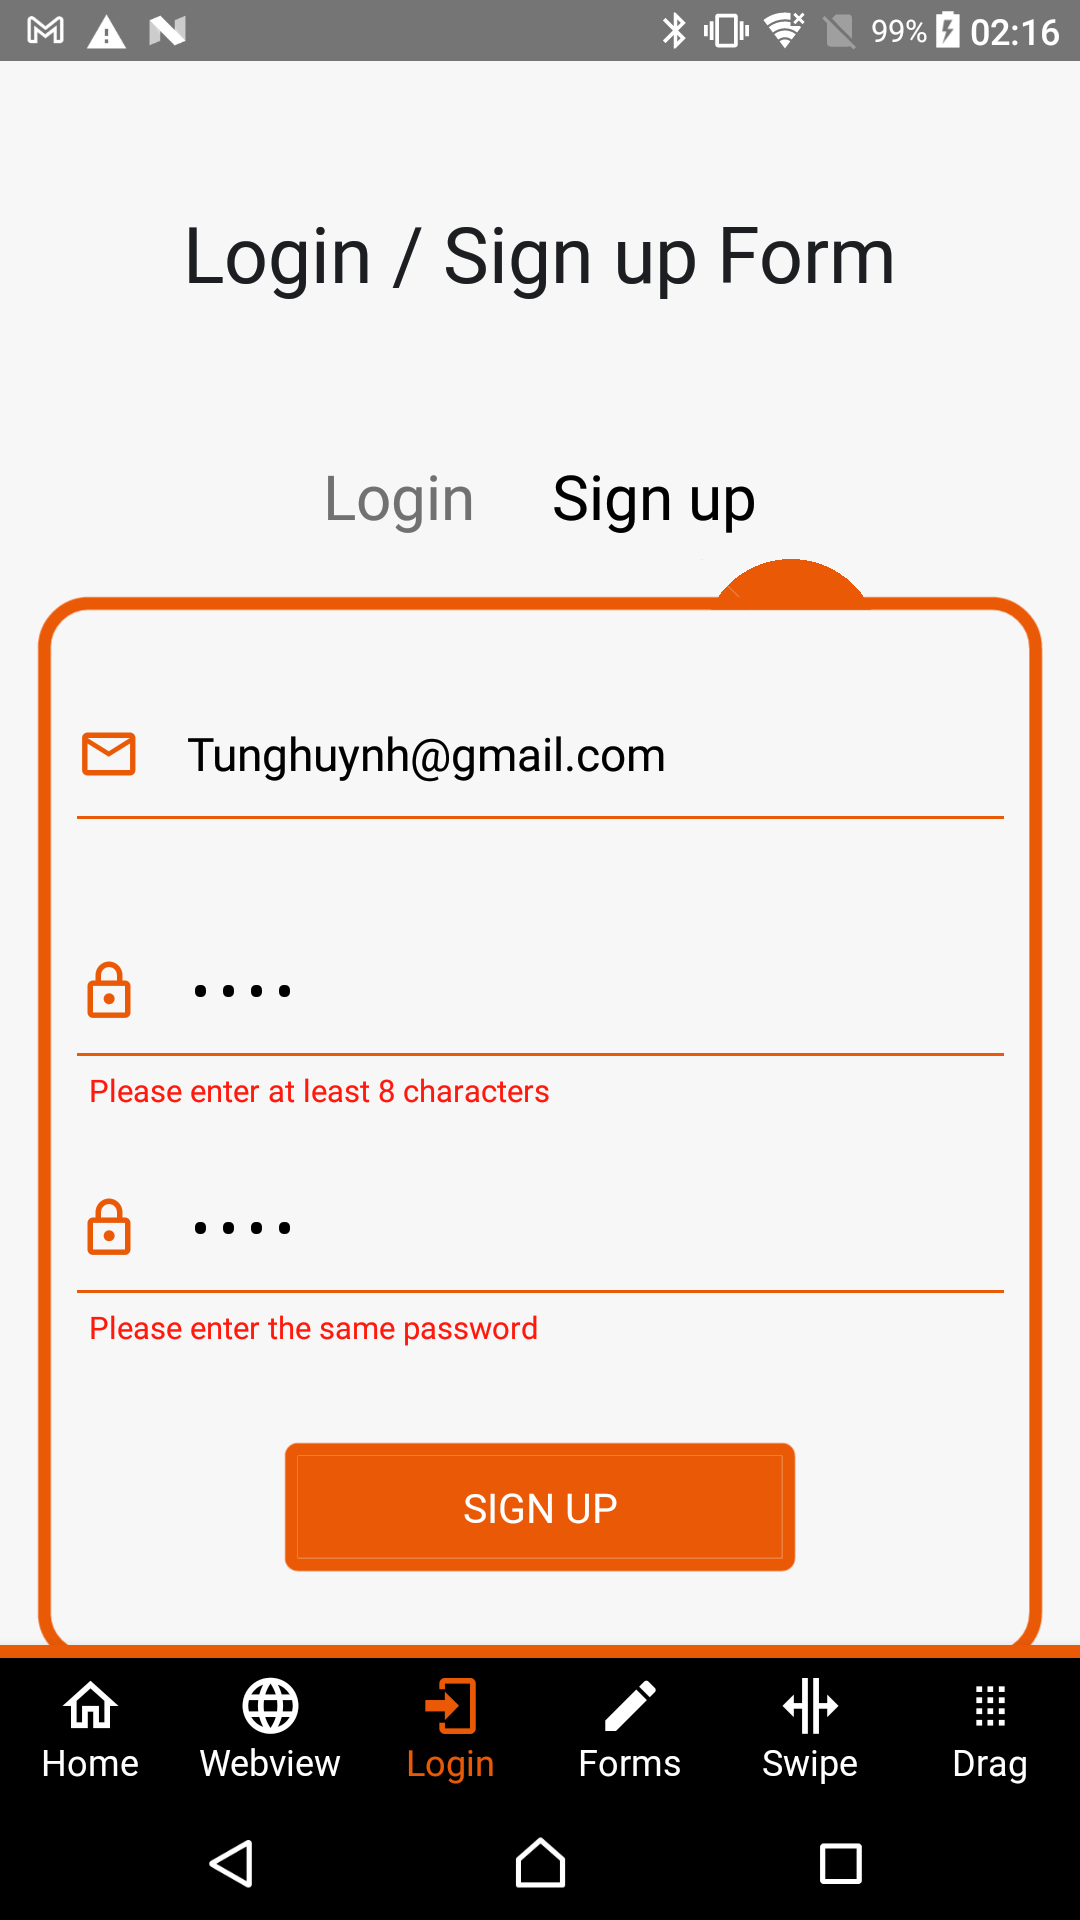 99% 02:16
Login / Sign up Form
Login Sign up
Tunghuynh@gmail.com
••••
Please enter at least 8 characters
••••
Please enter the same password
SIGN UP
Home Webview Login Forms Swipe Drag